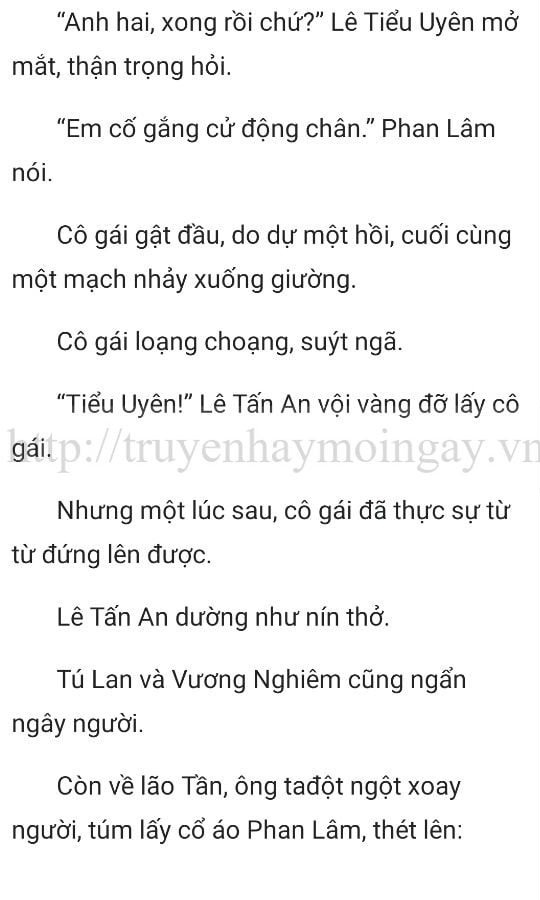 “Anh hai, xong rồi chứ?” Lê Tiểu Uyên mở
mắt, thận trọng hỏi.
“Em cố gắng cử động chân.” Phan Lâm
nói.
Cô gái gật đầu, do dự một hồi, cuối cùng
một mạch nhảy xuống giường.
Cô gái loạng choạng, suýt ngã.
“Tiểu Uyên!” Lê Tấn An vội vàng đỡ lấy cô
gái.
http://truyenhaymoingay.vn
Nhưng một lúc sau, cô gái đã thực sự từ
từ đứng lên được.
Lê Tấn An dường như nín thở.
Tú Lan và Vương Nghiêm cũng ngẩn
ngây người.
Còn về lão Tần, ông tađột ngột xoay
người, túm lấy cổ áo Phan Lâm, thét lên: